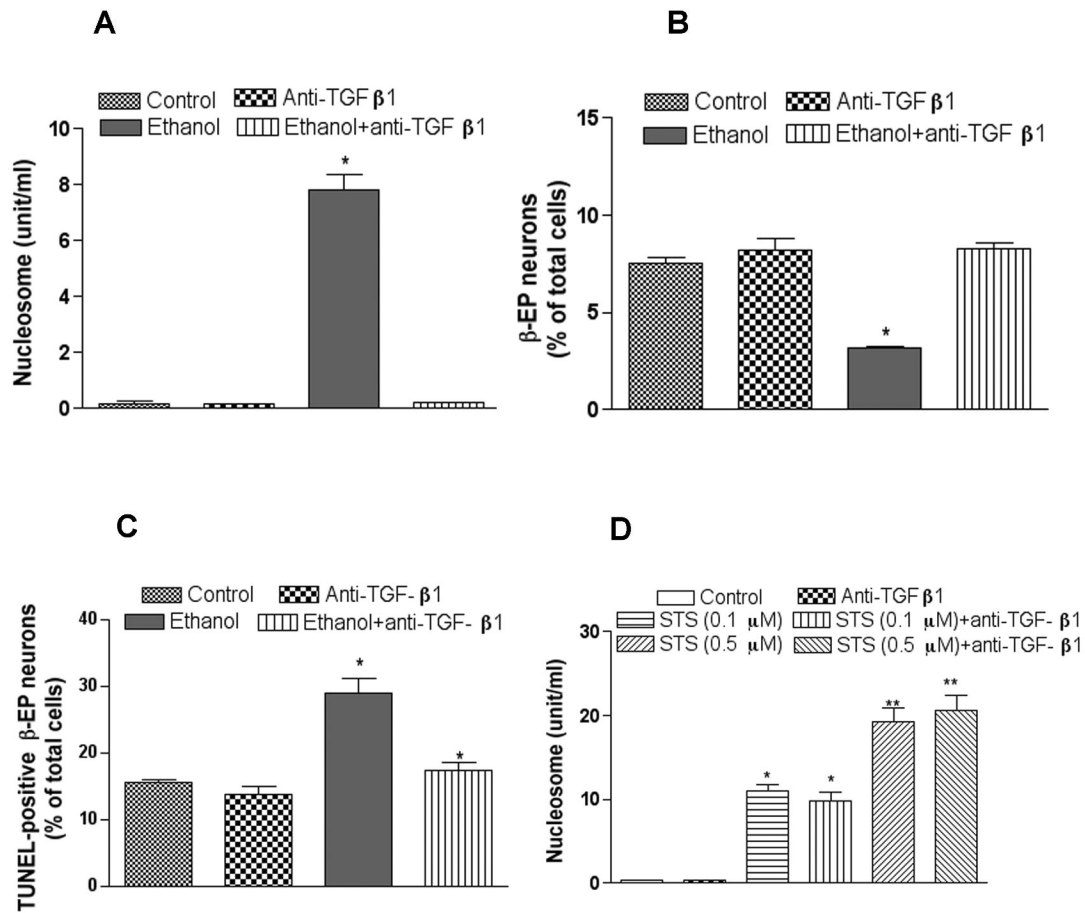 A
Control Anti-TGF β1
Ethanol Ethanol+anti-TGF β1
Nucleosome (unit/ml)
10
8
6
4
2
0
*
B
Control Anti-TGF β1
Ethanol Ethanol+anti-TGF β1
β-EP neurons
(% of total cells)
15
10
5
0
*
C
Control Anti-TGF- β1
Ethanol Ethanol+anti-TGF- β1
TUNEL-positive β-EP neurons
(% of total cells)
40
30
20
10
0
*
*
D
Control Anti-TGF β1
STS (0.1 μM) STS (0.1 μM)+anti-TGF- β1
STS (0.5 μM) STS (0.5 μM)+anti-TGF- β1
Nucleosome (unit/ml)
30
20
10
0
*
*
**
**